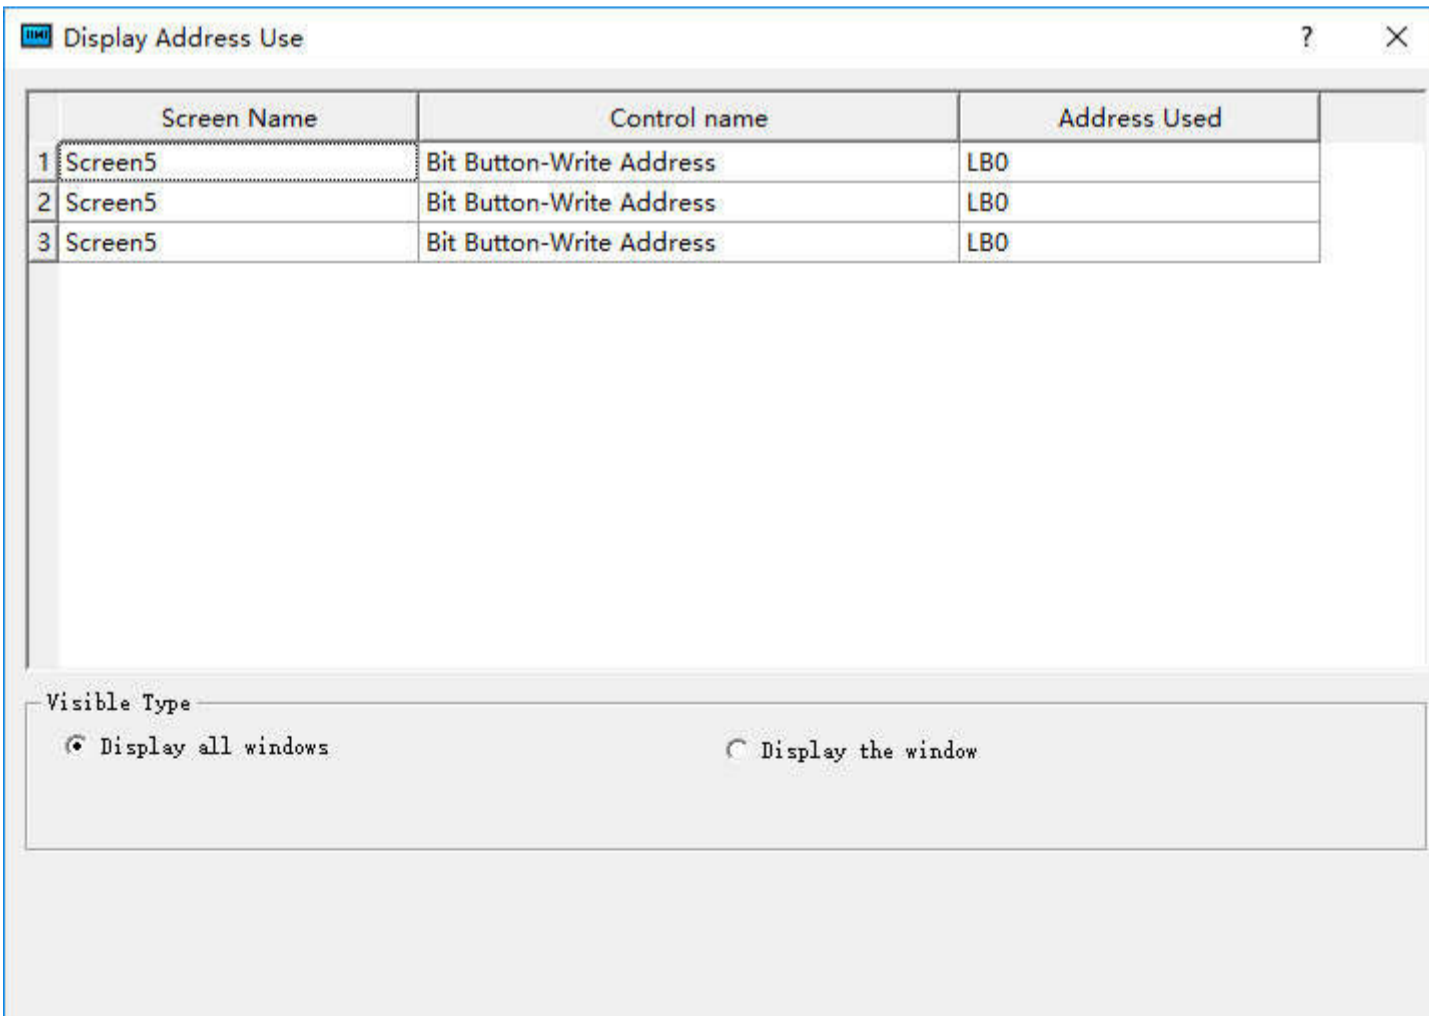 Display Address Use ?
Screen Name Control name Address Used
1 Screen5 Bit Button-Write Address LB0
2 Screen5 Bit Button-Write Address LB0
3 Screen5 Bit Button-Write Address LB0
Visible Type
Display all windows Display the window